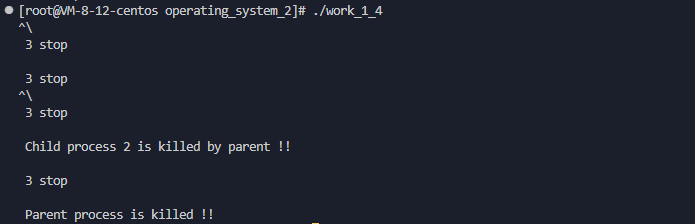 [root@VM-8-12-centos operating_system_2]# ./work_1_4
^\
3 stop
3 stop
^\
3 stop
Child process 2 is killed by parent !!
3 stop
Parent process is killed !!